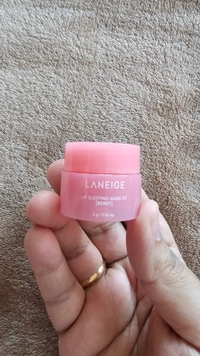 LANEIGE
LIP SLEEPING MASK EX
[BERRY]